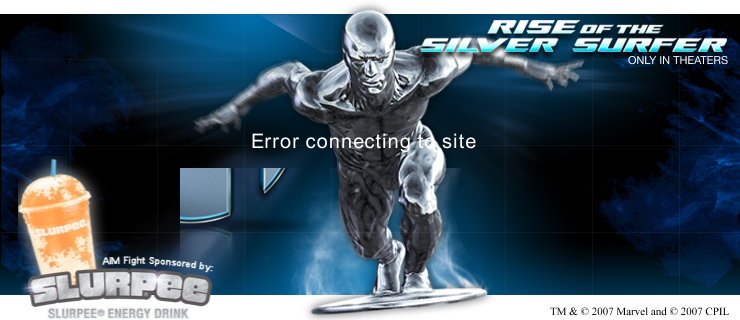 RISE OF THE
SILVER SURFER
ONLY IN THEATERS
Error connecting to site
SLURPEE
AIM Fight Sponsored by:
SLURPEE
SLURPEE® ENERGY DRINK
TM & © 2007 Marvel and © 2007 CPIL